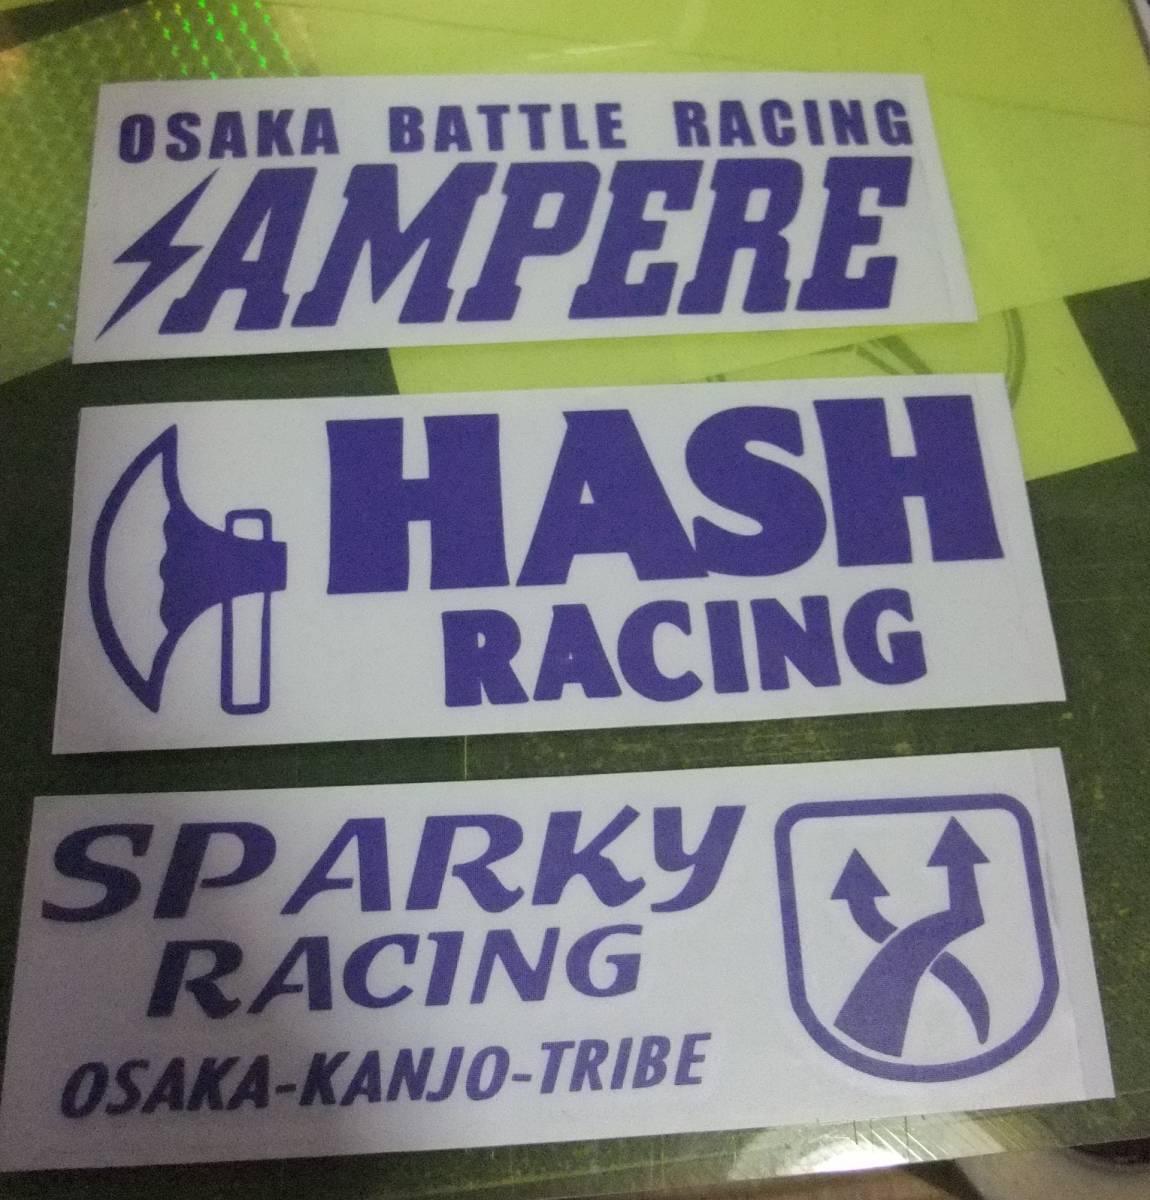 OSAKA BATTLE RACING
AMPERE
HASH
RACING
SPARKY
RACING
OSAKA-KANJO-TRIBE